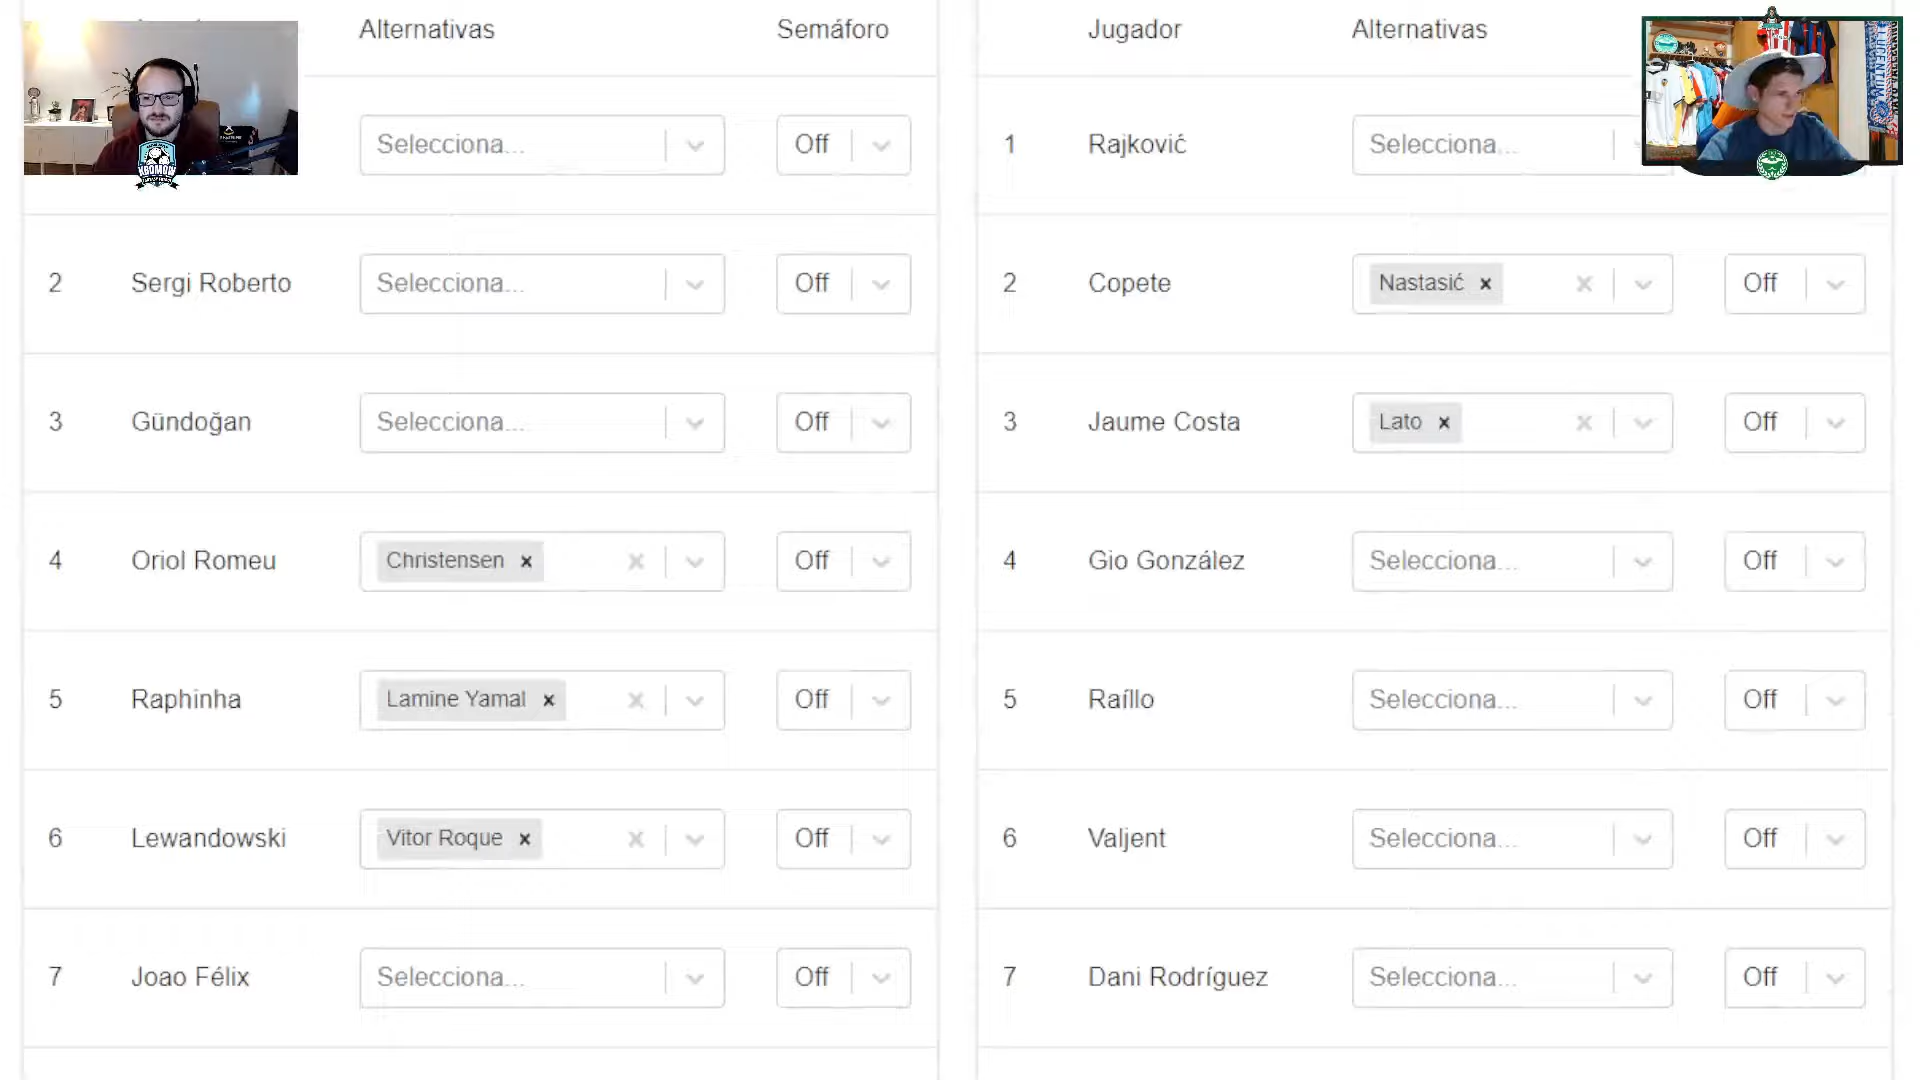 Alternativas Semáforo
Selecciona... Off
2 Sergi Roberto Selecciona... Off
3 Gündoğan Selecciona... Off
4 Oriol Romeu Christensen x Off
5 Raphinha Lamine Yamal x Off
6 Lewandowski Vitor Roque x Off
7 Joao Félix Selecciona... Off
Jugador Alternativas
1 Rajković Selecciona...
2 Copete Nastasić x Off
3 Jaume Costa Lato x Off
4 Gio González Selecciona... Off
5 Raíllo Selecciona... Off
6 Valjent Selecciona... Off
7 Dani Rodríguez Selecciona... Off